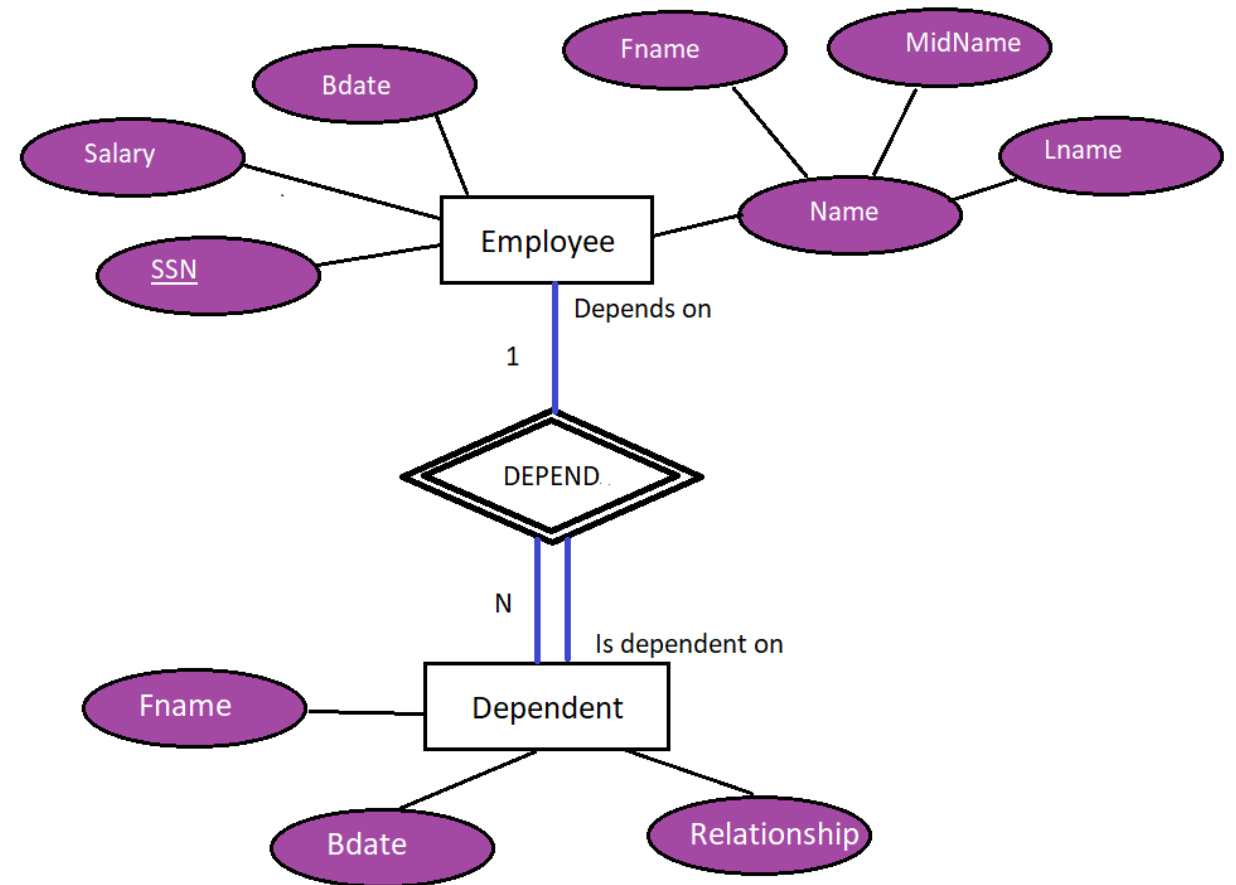 Fname
MidName
Bdate
Lname
Salary
Name
Employee
SSN
Depends on
1
DEPEND
N
Is dependent on
Fname
Dependent
Bdate
Relationship